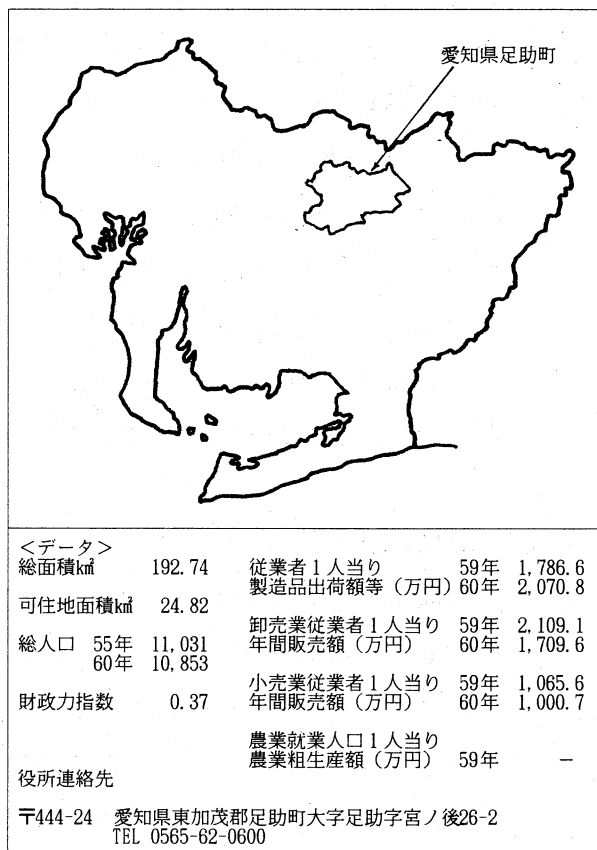 愛知県足助町
<データ>
総面積k㎡ 192.74
可住地面積k㎡ 24.82
総人口 55年 11,031
60年 10,853
財政力指数 0.37
従業者1人当り 59年 1,786.6
製造品出荷額等(万円) 60年 2,070.8
卸売業従業者1人当り 59年 2,109.1
年間販売額(万円) 60年 1,709.6
小売業従業者1人当り 59年 1,065.6
年間販売額(万円) 60年 1,000.7
農業就業人口1人当り
農業粗生産額(万円) 59年 －
役所連絡先
〒444-24 愛知県東加茂郡足助町大字足助字宮ノ後26-2
TEL 0565-62-0600